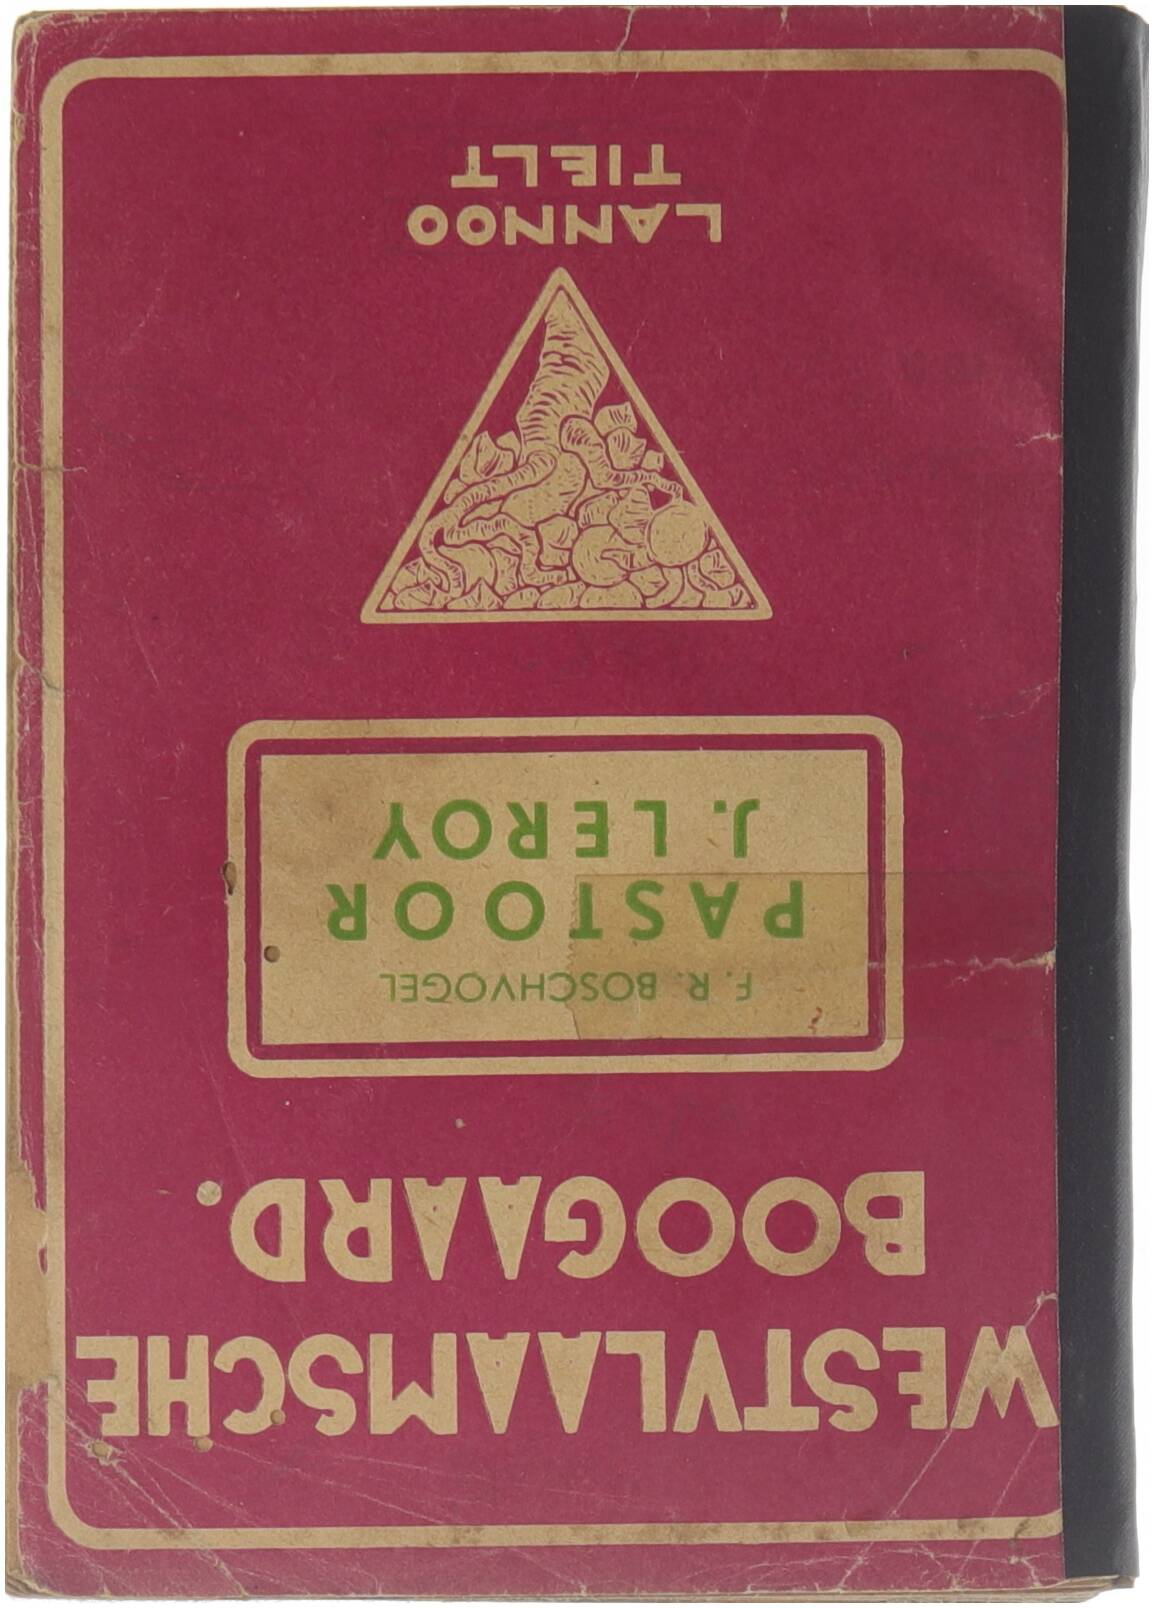 WESTVLAAMSCHE
BOOGAARD.
F. R. BOSCHVOGEL
PASTOOR
J. LEROY
LANNOO
TIELT